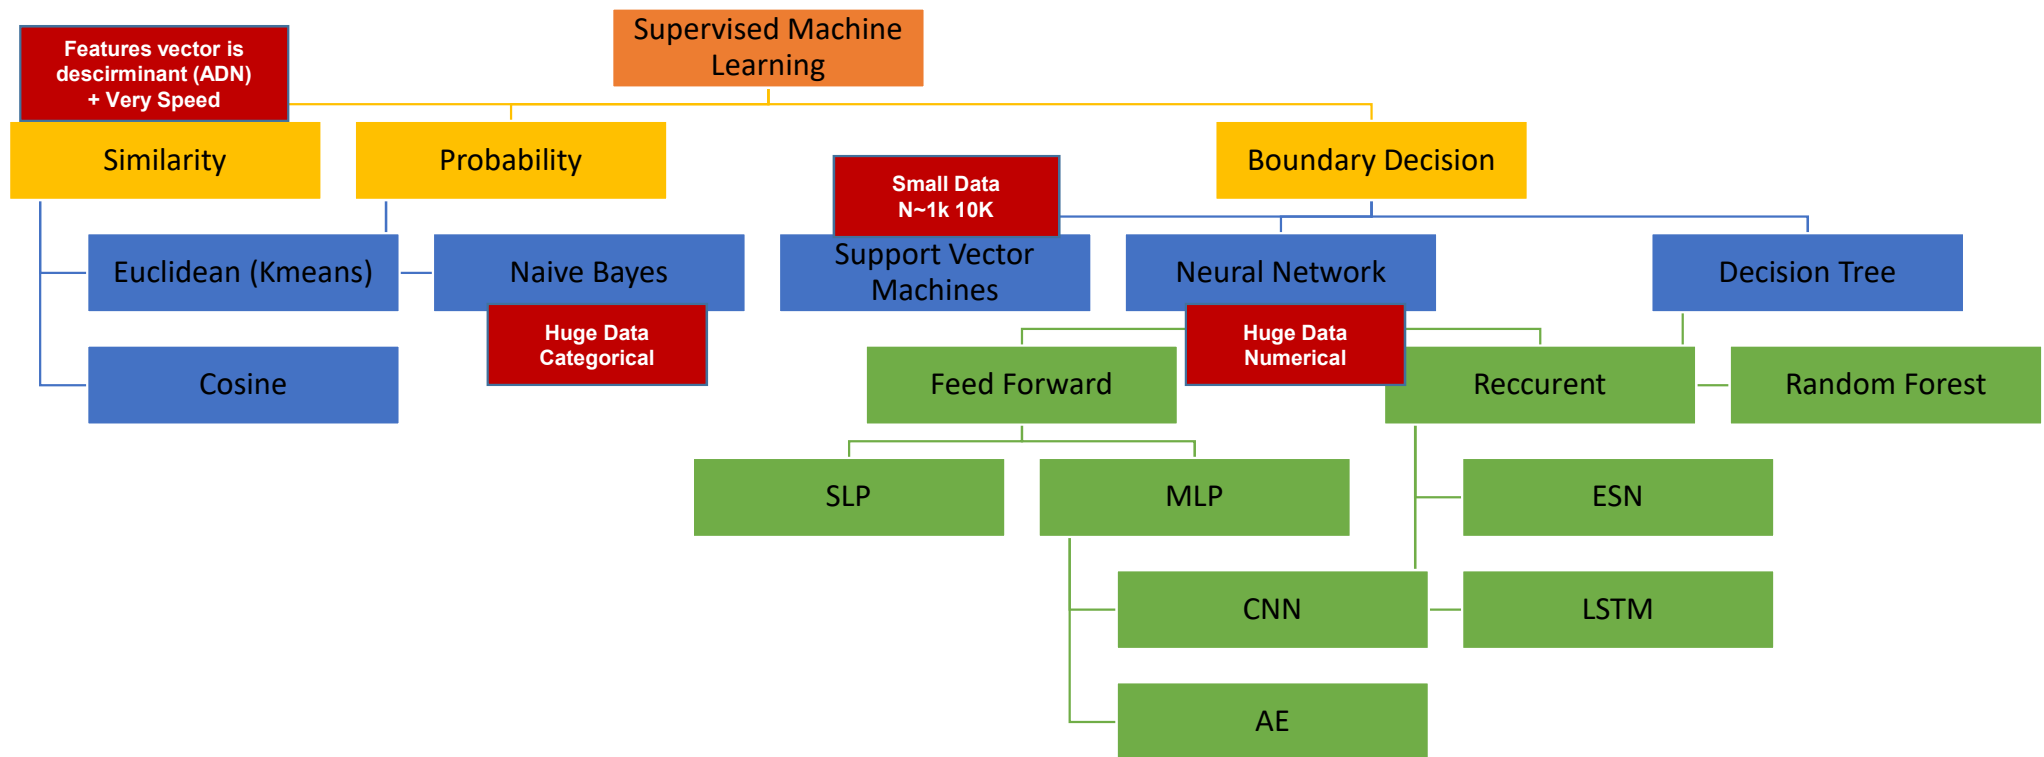 Supervised Machine
Learning
Features vector is
descirminant (ADN)
+ Very Speed
Similarity
Probability
Boundary Decision
Small Data
N~1k 10K
Euclidean (Kmeans)
Naive Bayes
Support Vector
Machines
Neural Network
Decision Tree
Huge Data
Categorical
Huge Data
Numerical
Cosine
Feed Forward
Reccurent
Random Forest
SLP
MLP
ESN
CNN
LSTM
AE